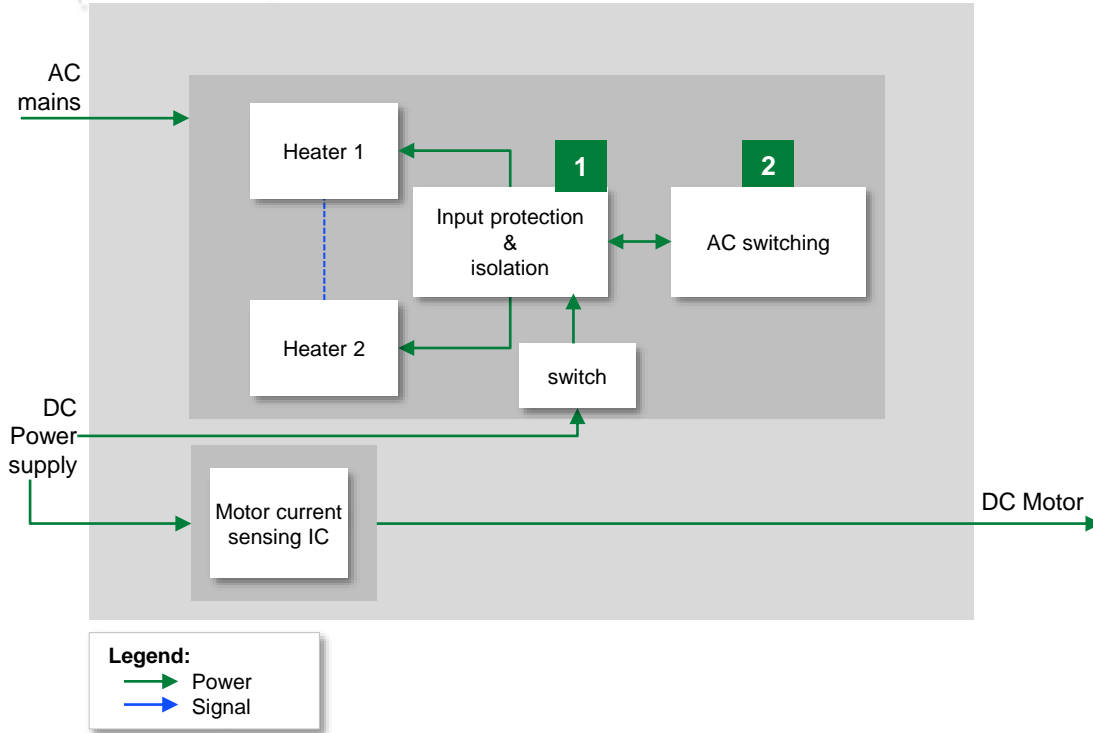 AC
mains
Heater 1
1
2
Input protection
&
isolation
AC switching
Heater 2
switch
DC
Power
supply
Motor current
sensing IC
DC Motor
Legend:
Power
Signal